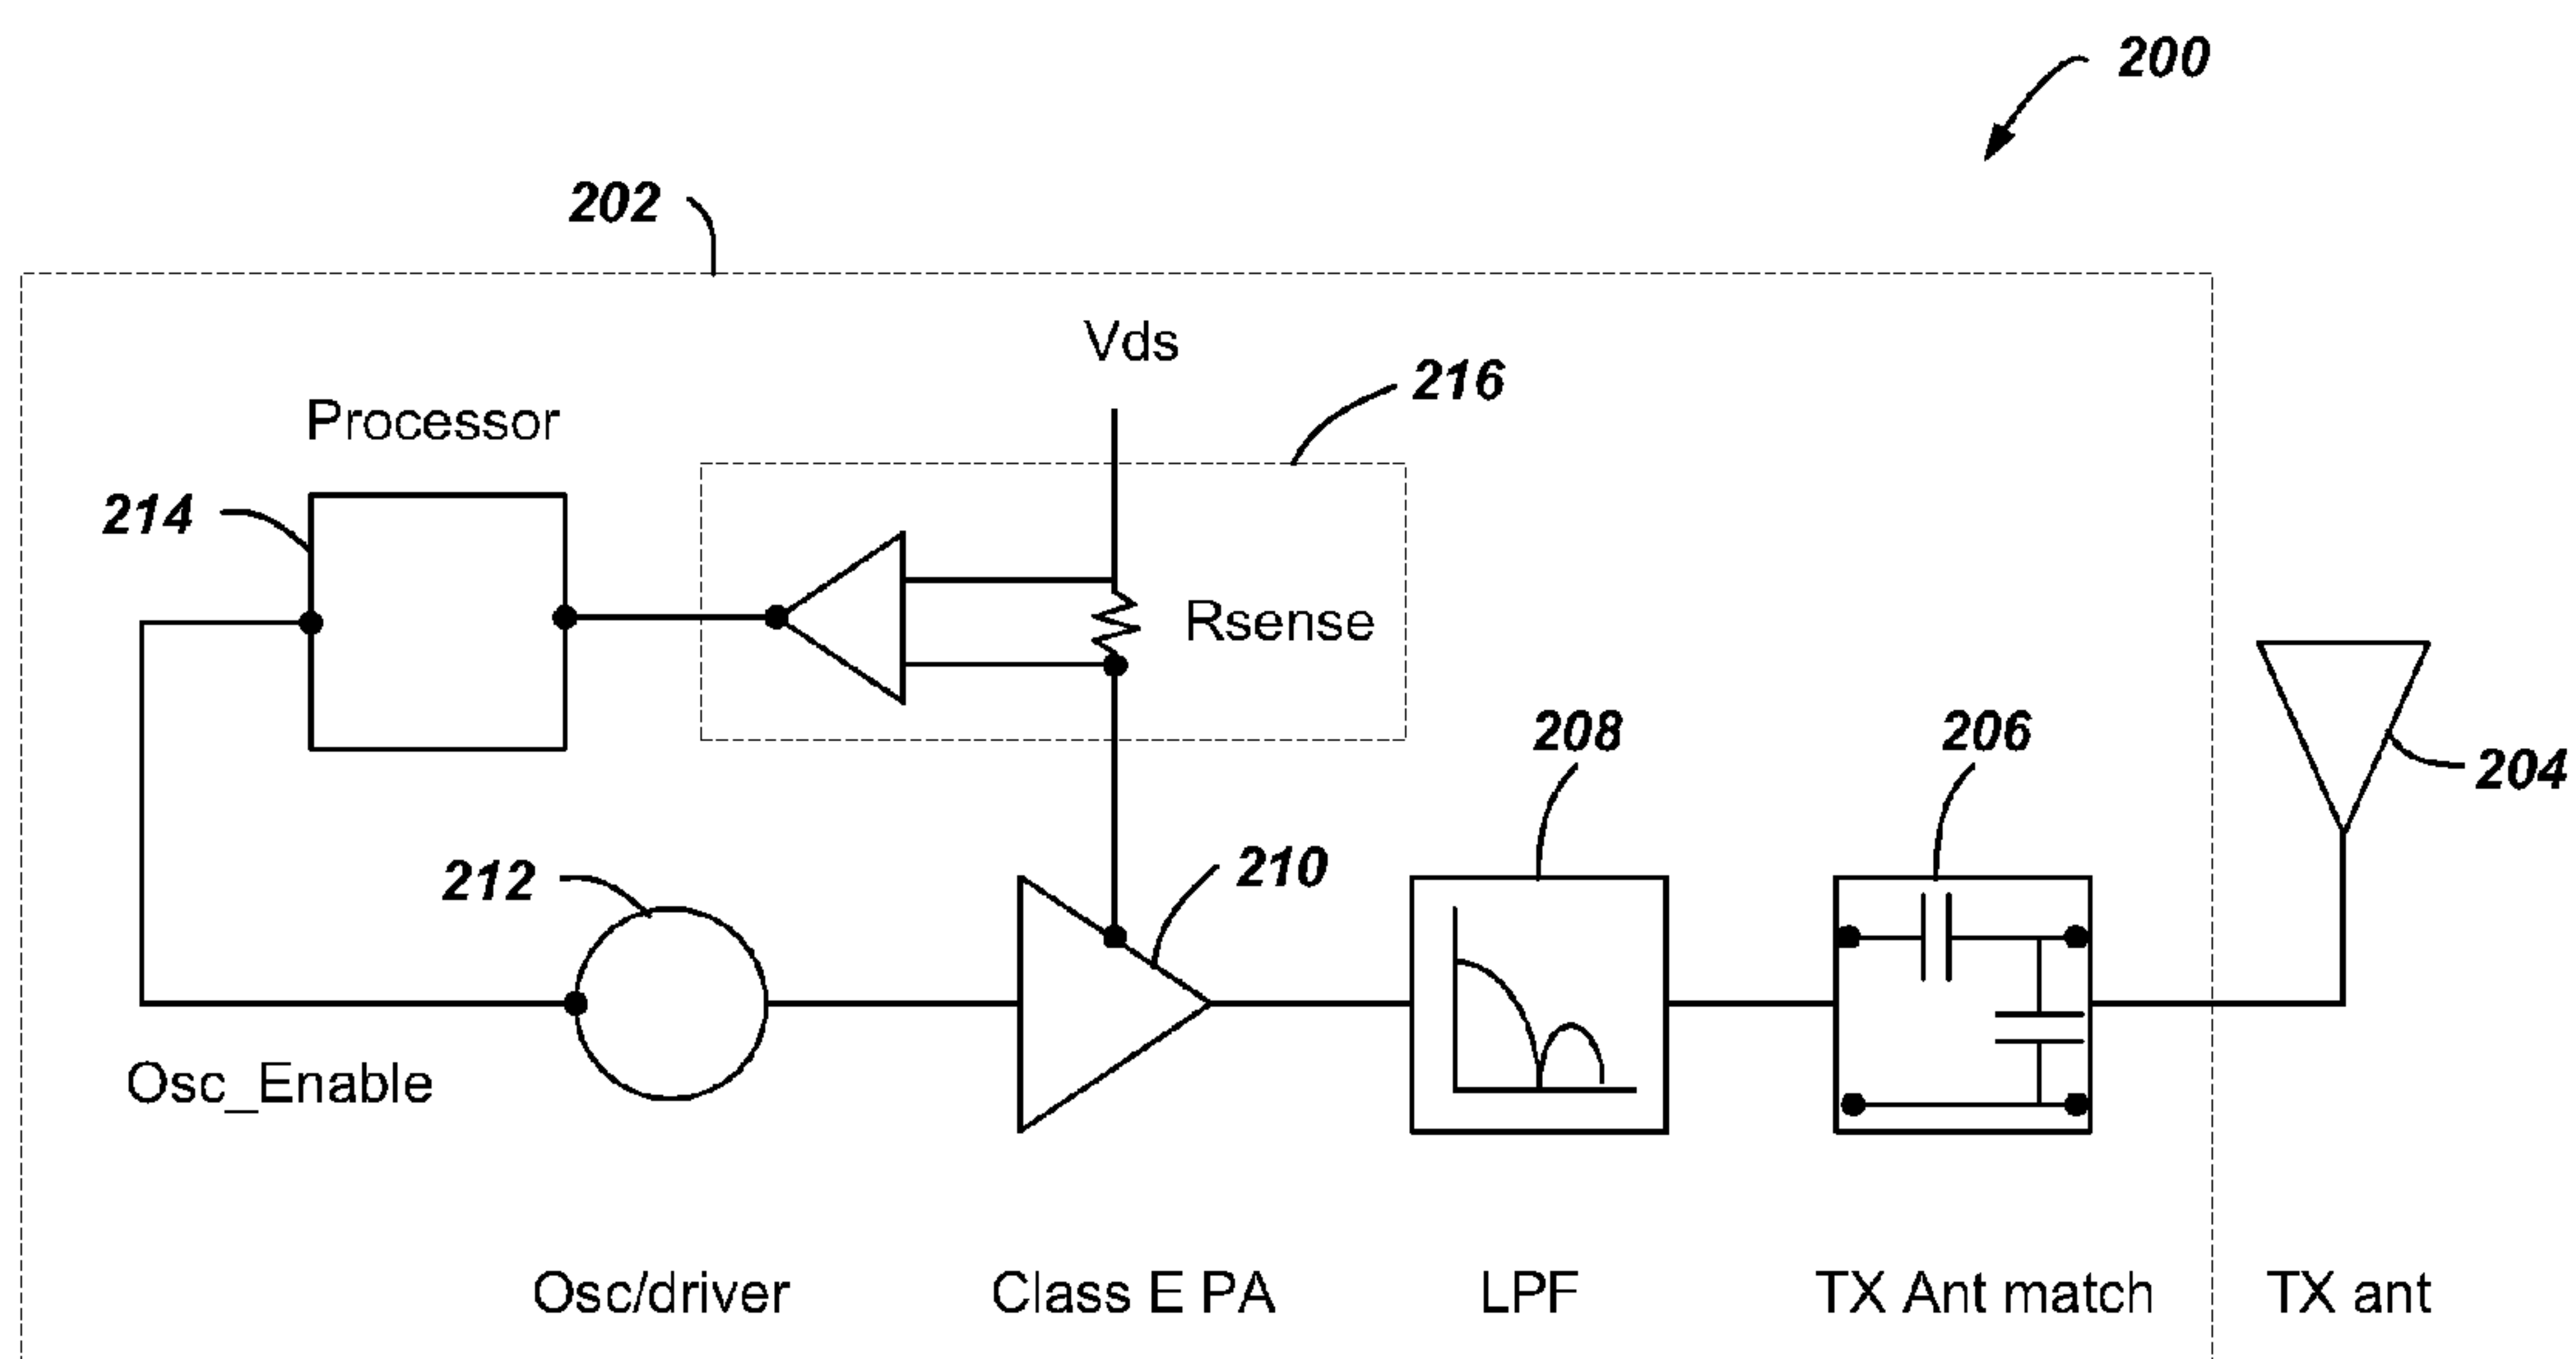 200
202
Vds
216
Processor
214
Rsense
208
206
204
212
210
Osc_Enable
Osc/driver
Class E PA
LPF
TX Ant match
TX ant